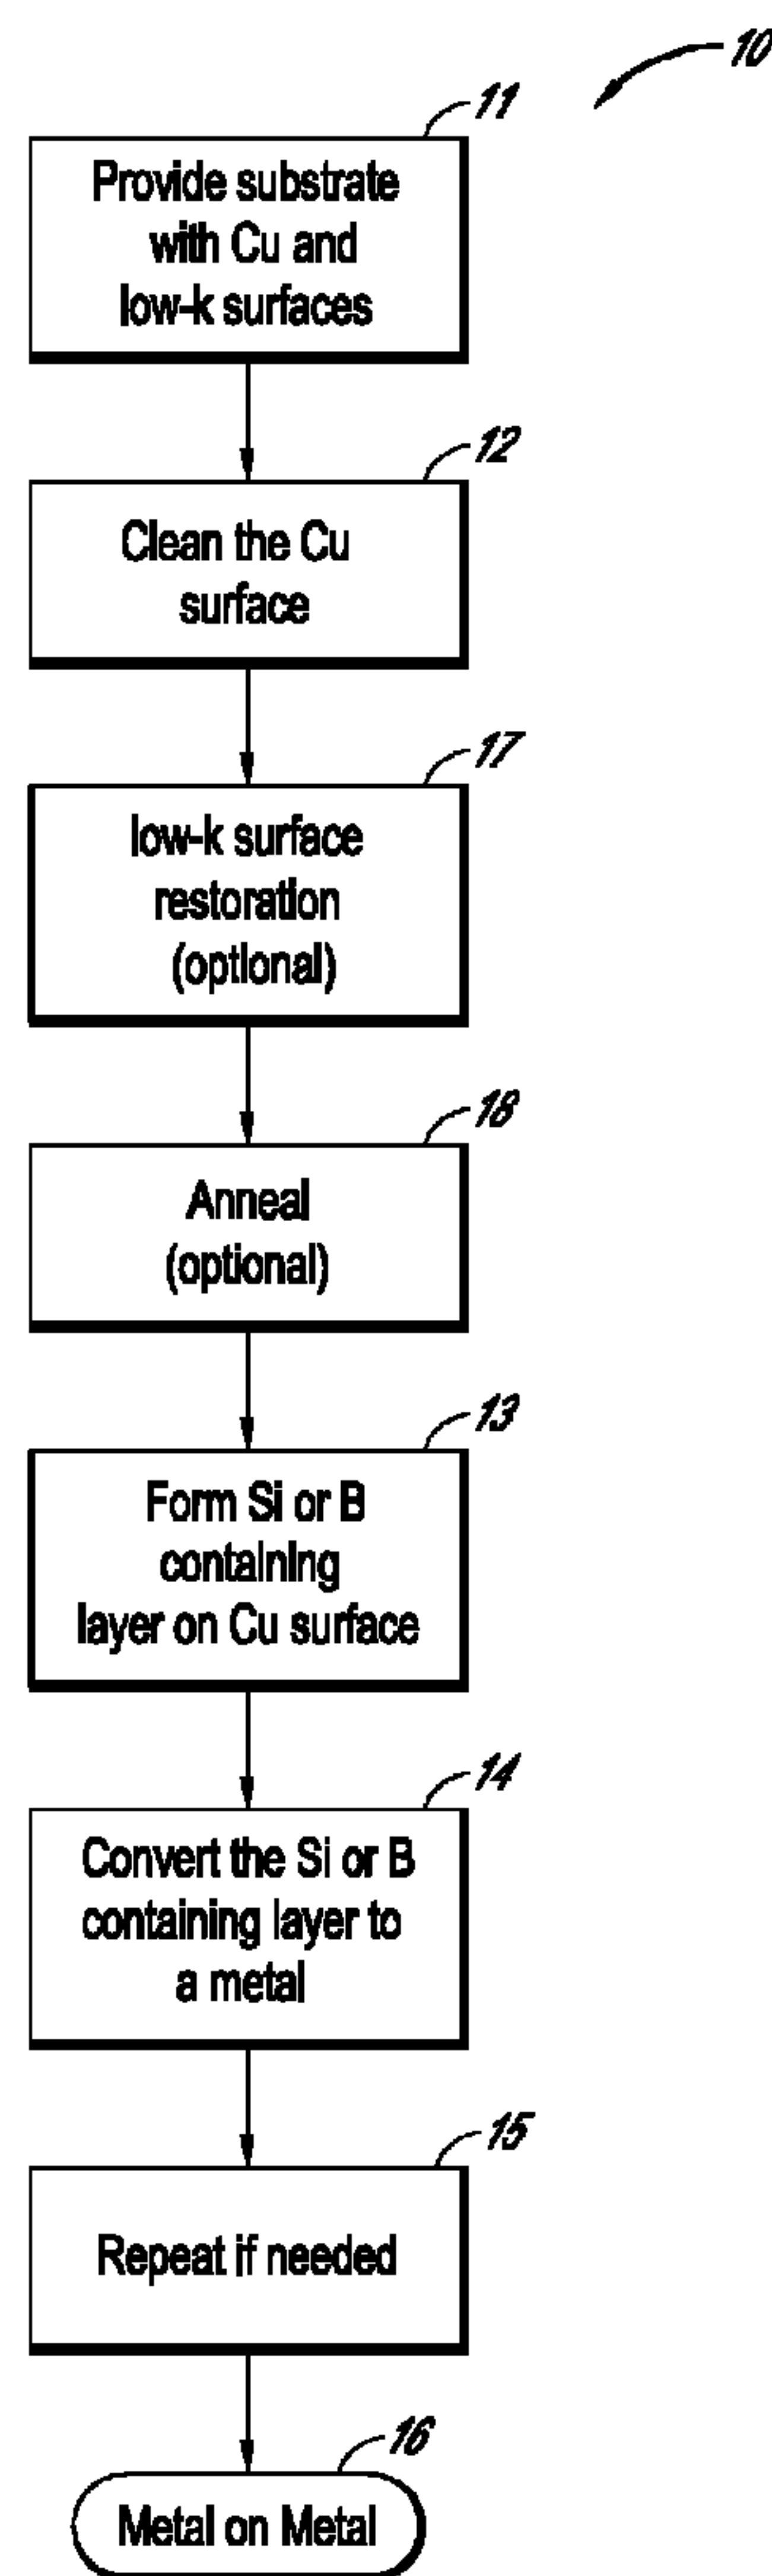 10
11
Provide substrate
with Cu and
low-k surfaces
12
Clean the Cu
surface
17
low-k surface
restoration
(optional)
18
Anneal
(optional)
13
Form Si or B
containing
layer on Cu surface
14
Convert the Si or B
containing layer to
a metal
15
Repeat if needed
16
Metal on Metal